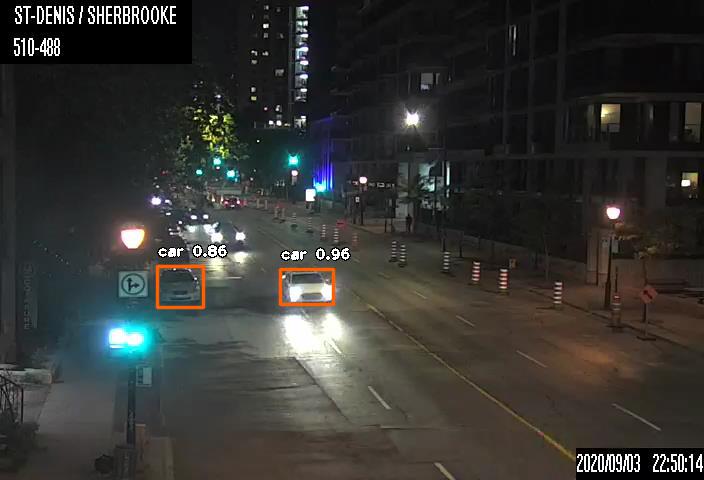 ST-DENIS / SHERBROOKE
510-488
car 0.86
car 0.96
2020/09/03 22:50:14